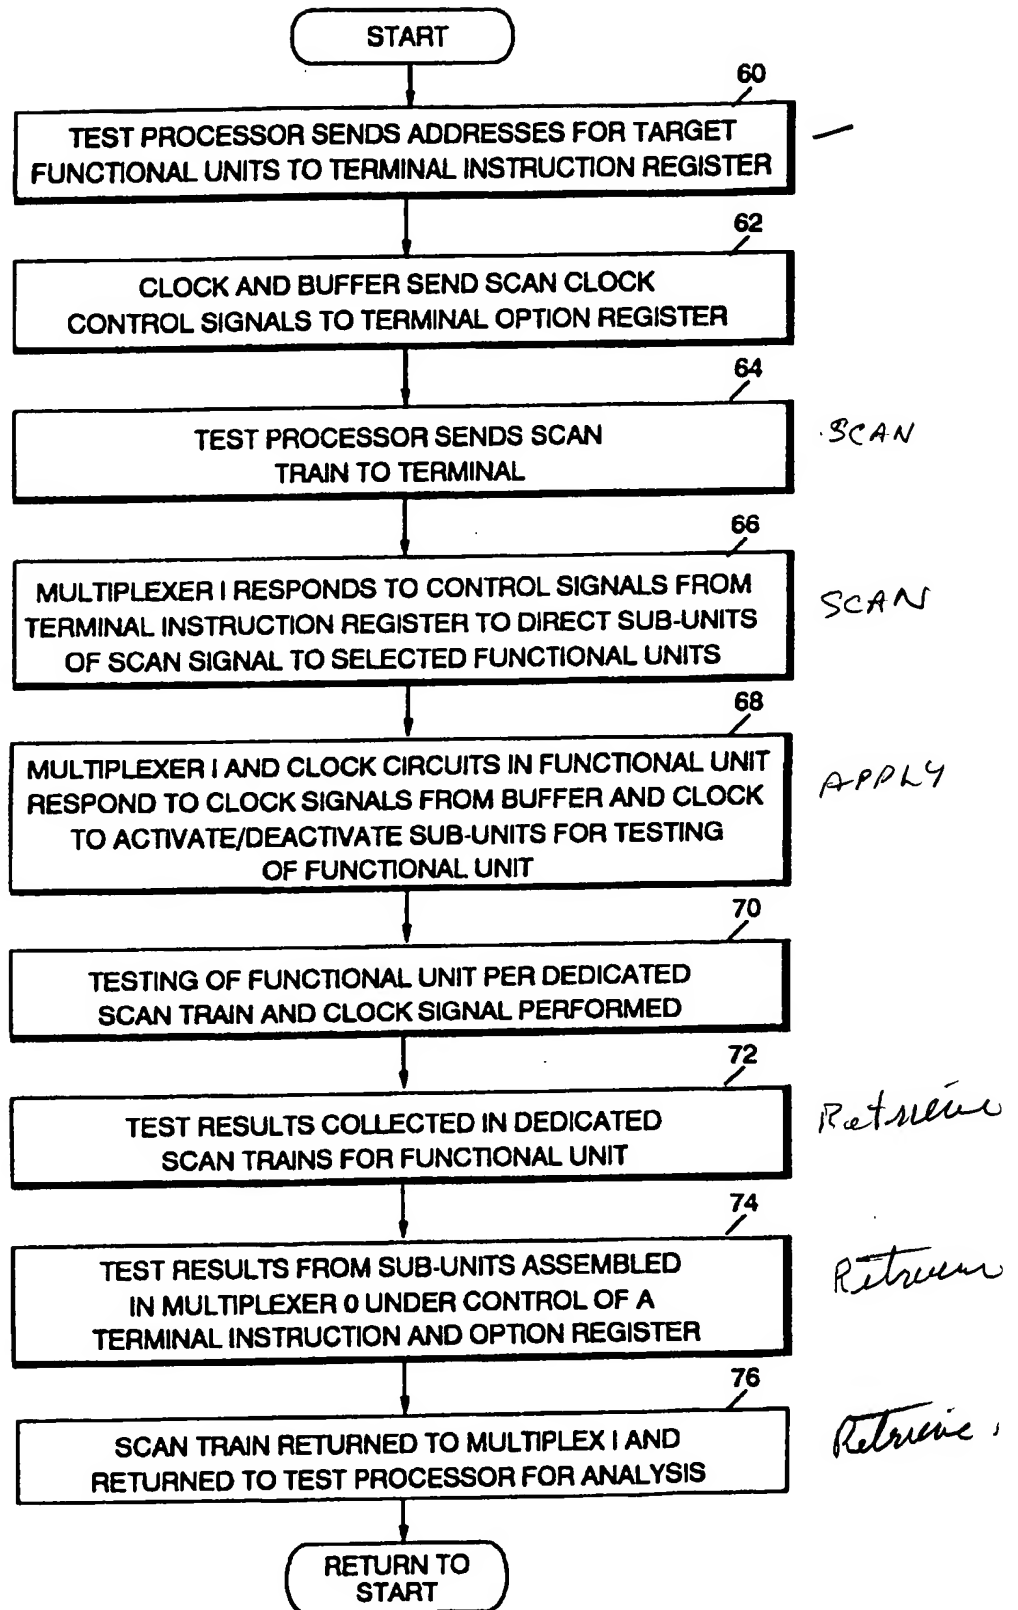 START
60
TEST PROCESSOR SENDS ADDRESSES FOR TARGET
FUNCTIONAL UNITS TO TERMINAL INSTRUCTION REGISTER
62
CLOCK AND BUFFER SEND SCAN CLOCK
CONTROL SIGNALS TO TERMINAL OPTION REGISTER
64
TEST PROCESSOR SENDS SCAN
TRAIN TO TERMINAL
SCAN
66
MULTIPLEXER I RESPONDS TO CONTROL SIGNALS FROM
TERMINAL INSTRUCTION REGISTER TO DIRECT SUB-UNITS
OF SCAN SIGNAL TO SELECTED FUNCTIONAL UNITS
SCAN
68
MULTIPLEXER I AND CLOCK CIRCUITS IN FUNCTIONAL UNIT
RESPOND TO CLOCK SIGNALS FROM BUFFER AND CLOCK
TO ACTIVATE/DEACTIVATE SUB-UNITS FOR TESTING
OF FUNCTIONAL UNIT
APPLY
70
TESTING OF FUNCTIONAL UNIT PER DEDICATED
SCAN TRAIN AND CLOCK SIGNAL PERFORMED
72
TEST RESULTS COLLECTED IN DEDICATED
SCAN TRAINS FOR FUNCTIONAL UNIT
Retrieve
74
TEST RESULTS FROM SUB-UNITS ASSEMBLED
IN MULTIPLEXER 0 UNDER CONTROL OF A
TERMINAL INSTRUCTION AND OPTION REGISTER
Retrieve
76
SCAN TRAIN RETURNED TO MULTIPLEX I AND
RETURNED TO TEST PROCESSOR FOR ANALYSIS
Retrieve
RETURN TO
START